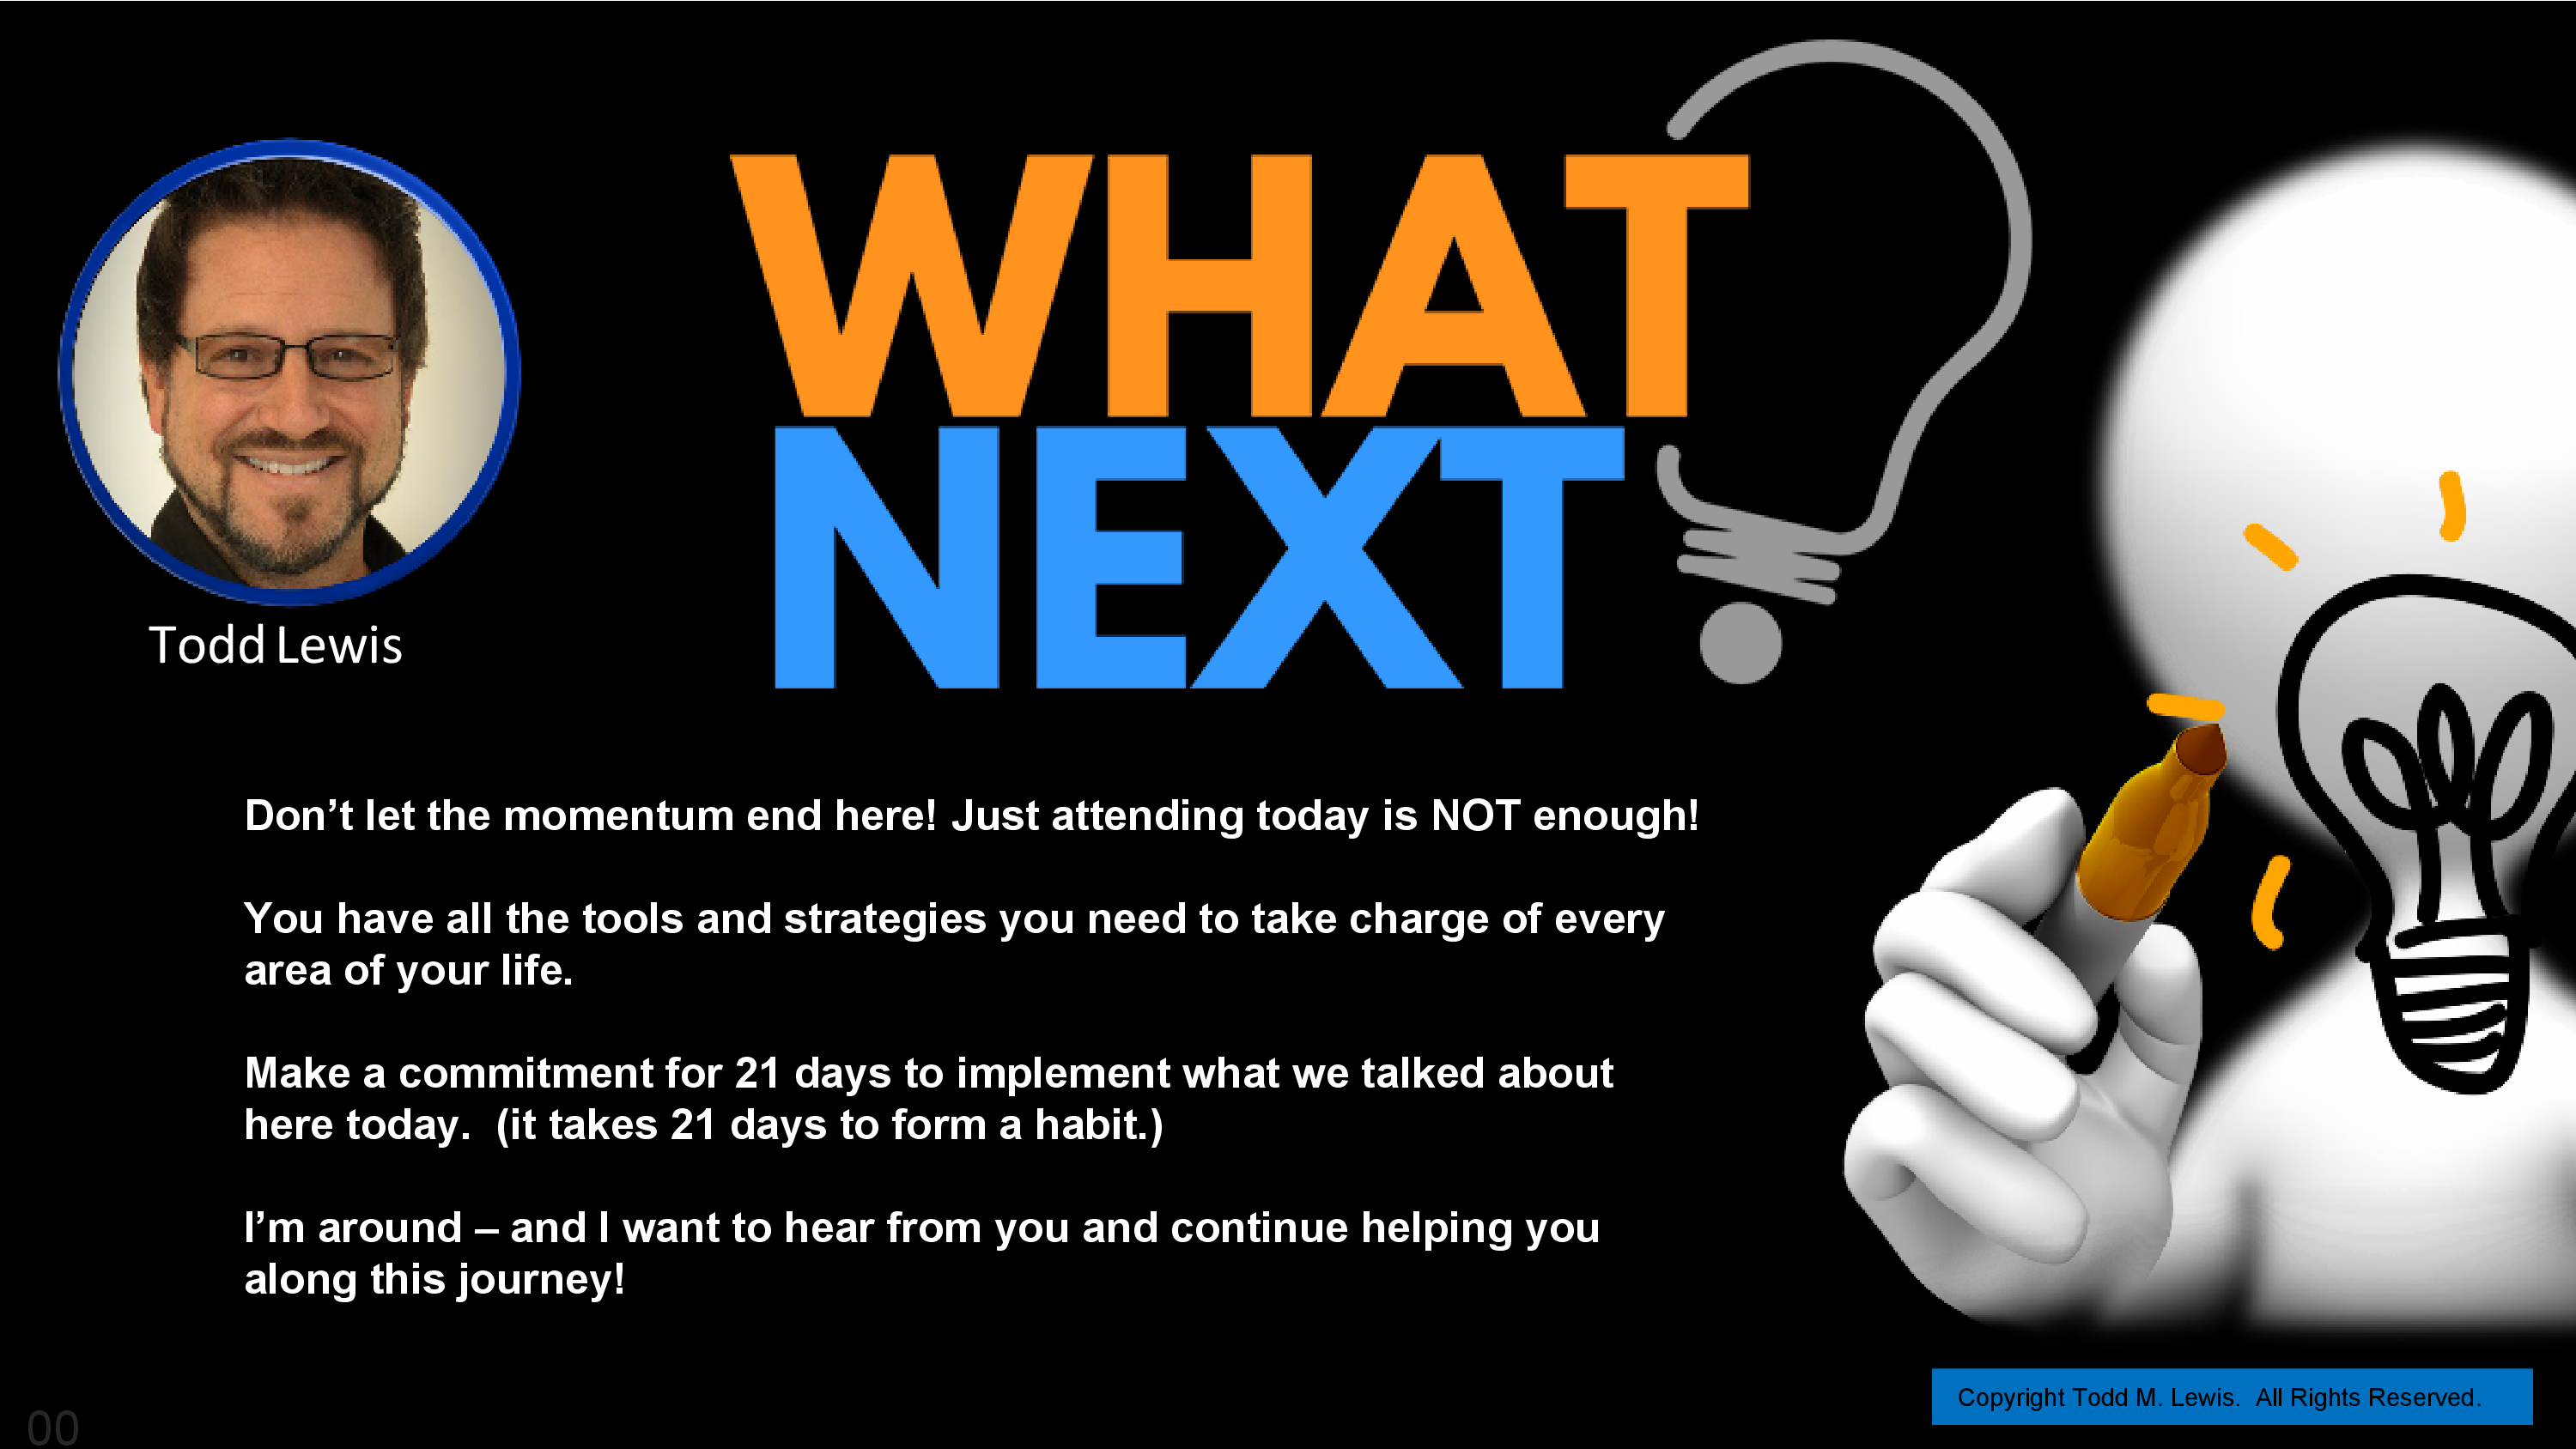 WHAT
NEXT
Todd Lewis
Don’t let the momentum end here! Just attending today is NOT enough!
You have all the tools and strategies you need to take charge of every
area of your life.
Make a commitment for 21 days to implement what we talked about
here today.  (it takes 21 days to form a habit.)
I’m around – and I want to hear from you and continue helping you
along this journey!
Copyright Todd M. Lewis.  All Rights Reserved.
00